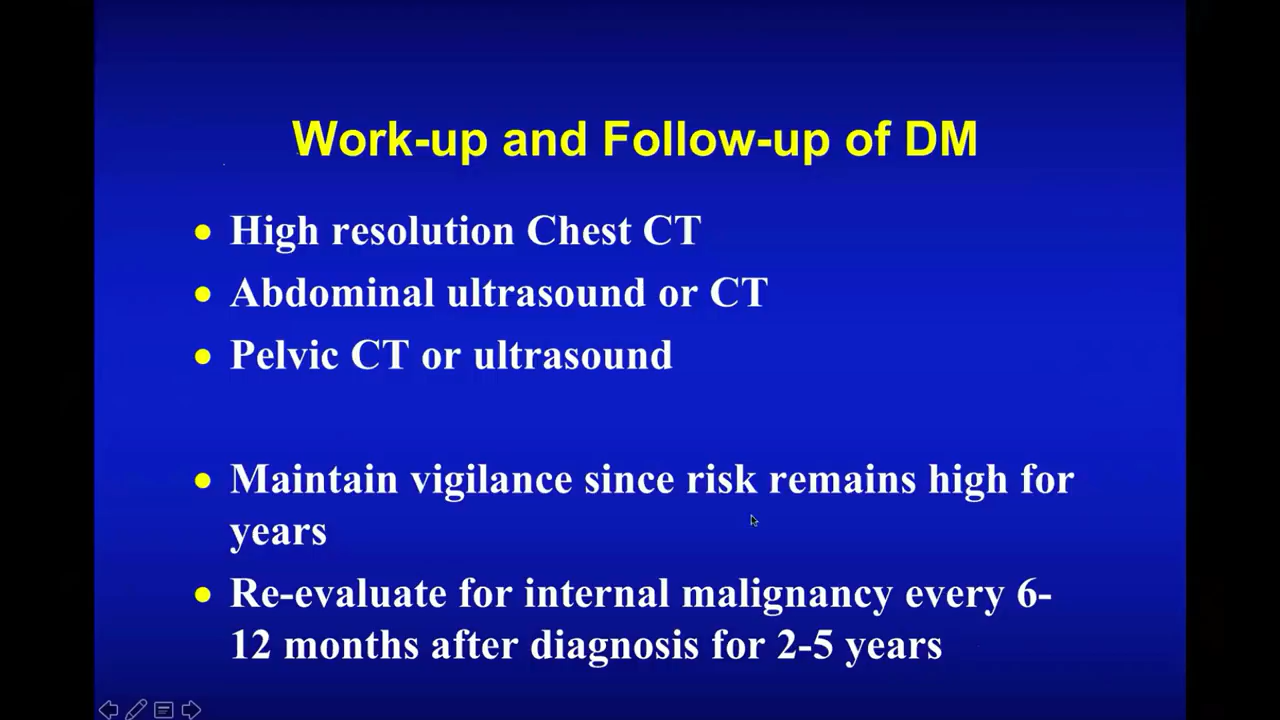 Work-up and Follow-up of DM
High resolution Chest CT
Abdominal ultrasound or CT
Pelvic CT or ultrasound
Maintain vigilance since risk remains high for
years
Re-evaluate for internal malignancy every 6-
12 months after diagnosis for 2-5 years